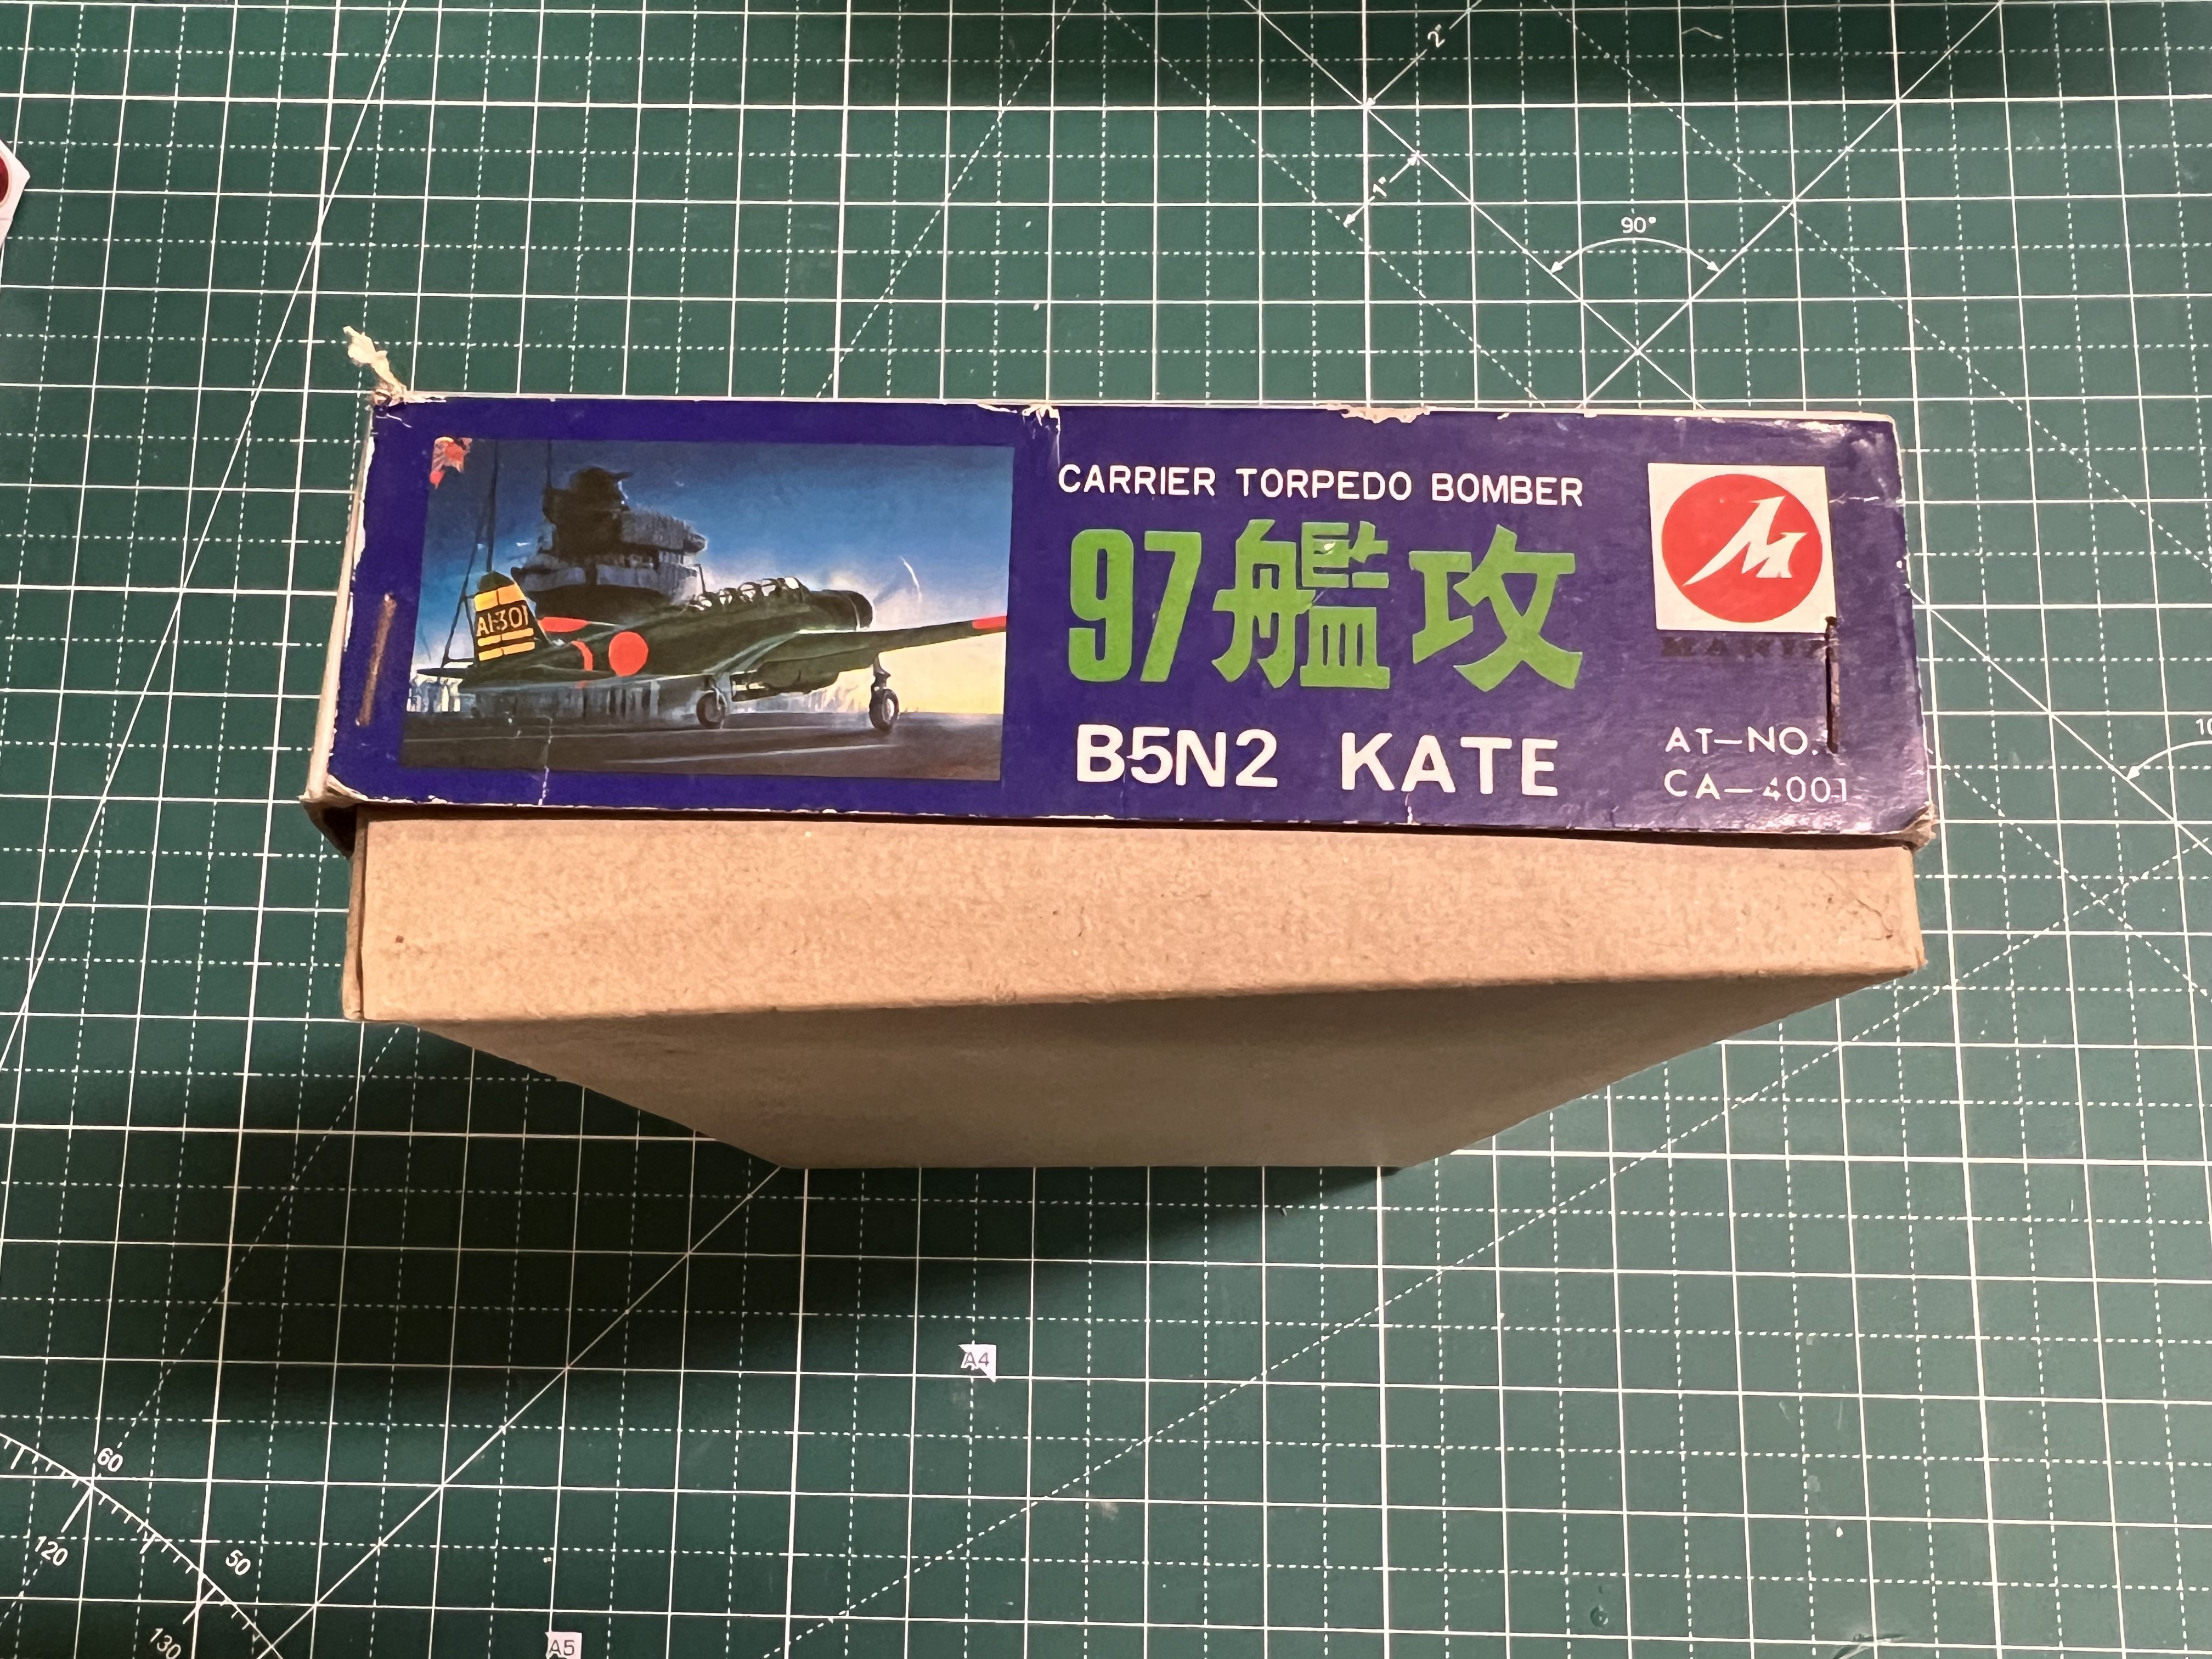 2"
1"
90°
A1-301
CARRIER TORPEDO BOMBER
97艦攻
B5N2 KATE
M
AT-NO.
CA-4001
A4
60
120
50
130
A5